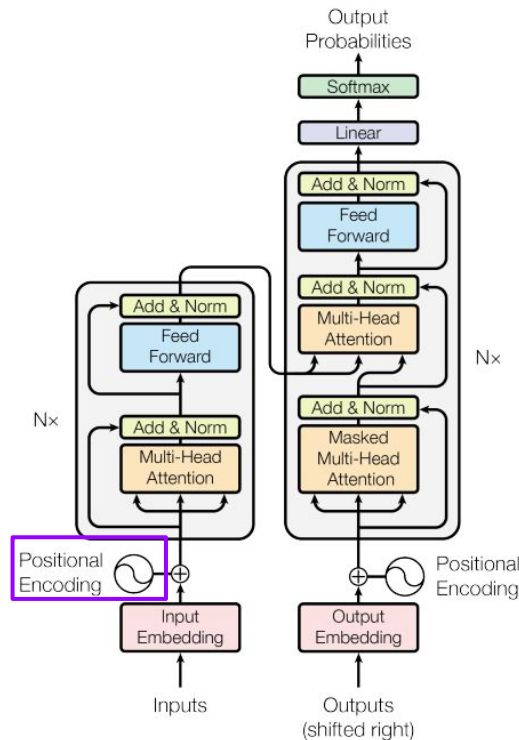 Output
Probabilities
Softmax
Linear
Add & Norm
Feed
Forward
Add & Norm
Multi-Head
Attention
Add & Norm
Masked
Multi-Head
Attention
N×
Positional
Encoding
Output
Embedding
Outputs
(shifted right)
Add & Norm
Feed
Forward
Add & Norm
Multi-Head
Attention
N×
Positional
Encoding
Input
Embedding
Inputs